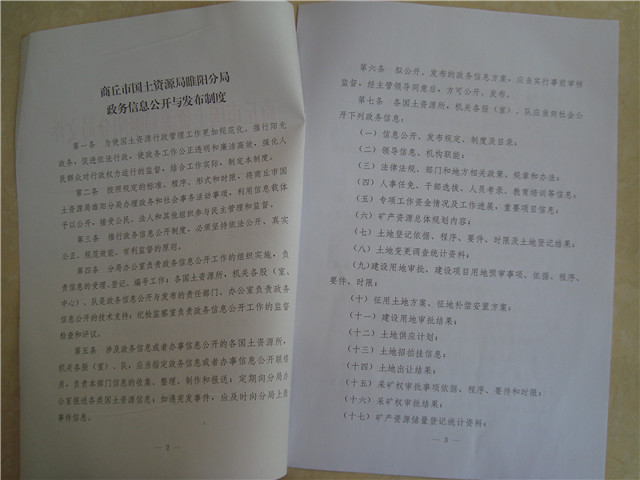 商丘市国土资源局睢阳分局
政务信息公开与发布制度
第一条 为使国土资源行政管理工作更加规范化，推行阳光
政务，促进依法行政，使政务工作公正透明和廉洁高效，强化人
民群众对行政权力运行的监督，结合工作实际，制定本制度。
第二条 按照规定的标准、程序、形式和时限，将商丘市国
土资源局睢阳分局办理政务和社会事务活动事项，利用信息载体
予以公开，接受公民、法人和其他组织参与民主管理和监督。
第三条 推行政务信息公开制度，必须坚持依法公开、真实
公正、规范效能、有利监督的原则。
第四条 分局办公室负责政务信息公开工作的组织实施，负
责信息的受理、登记、编号工作；各国土资源所，机关各股（室、
中心）、队是政务信息公开与发布的责任部门，办公室负责政务
信息公开的技术支持；纪检监察室负责政务信息公开工作的监督
检查和评议。
第五条 涉及政务信息或者办事信息公开的各国土资源所，
机关各股（室）、队，应当指定政务信息或者办事信息公开联络
员，负责本部门信息的收集、整理、制作和报送；定期向分局办
公室报送各类国土资源信息；如遇突发事件，应及时向分局上报
事件信息。
— 2 —
第六条 拟公开、发布的政务信息方案，应当实行事前审核
监督，经主管领导同意后，方可公开、发布。
第七条 各国土资源所，机关各股（室）、队应当向社会公
开下列政务信息：
（一）信息公开、发布规定、制度及目录；
（二）领导信息、机构职能；
（三）法律法规、部门和地方相关政策、规章和办法；
（四）人事任免、干部选拔、人员考录、教育培训等信息；
（五）专项工作资金情况及工作进展，重要项目信息；
（六）矿产资源总体规划内容；
（七）土地登记依据、程序、要件、时限及土地登记结果；
（八）土地变更调查统计资料；
（九）建设用地审批、建设项目用地预审事项、依据、程序、
要件、时限；
（十）征用土地方案、征地补偿安置方案；
（十一）建设用地审批结果；
（十二）土地供应计划；
（十三）土地招拍挂信息；
（十四）土地出让结果；
（十五）采矿权审批事项依据、程序、要件和时限；
（十六）采矿权审批结果；
（十七）矿产资源储量登记统计资料；
— 3 —